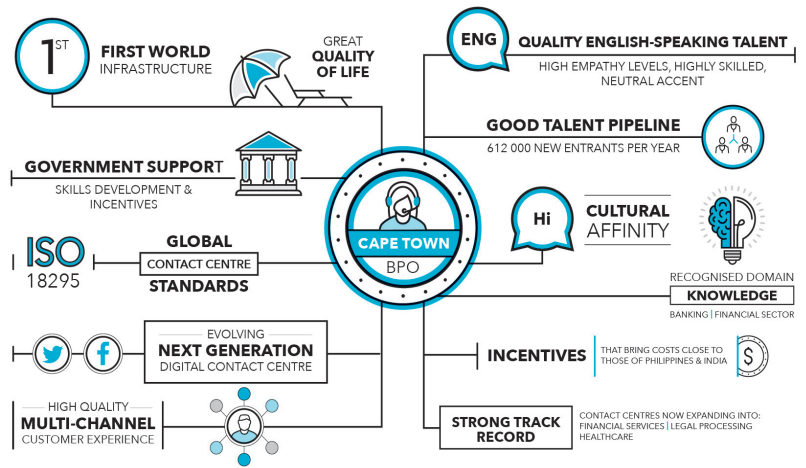 1ST
FIRST WORLD
INFRASTRUCTURE
GREAT
QUALITY
OF LIFE
GOVERNMENT SUPPORT
SKILLS DEVELOPMENT &
INCENTIVES
ISO
18295
GLOBAL
CONTACT CENTRE
STANDARDS
EVOLVING
NEXT GENERATION
DIGITAL CONTACT CENTRE
HIGH QUALITY
MULTI-CHANNEL
CUSTOMER EXPERIENCE
CAPE TOWN
BPO
ENG
QUALITY ENGLISH-SPEAKING TALENT
HIGH EMPATHY LEVELS, HIGHLY SKILLED,
NEUTRAL ACCENT
GOOD TALENT PIPELINE
612 000 NEW ENTRANTS PER YEAR
Hi
CULTURAL
AFFINITY
RECOGNISED DOMAIN
KNOWLEDGE
BANKING | FINANCIAL SECTOR
INCENTIVES
THAT BRING COSTS CLOSE TO
THOSE OF PHILIPPINES & INDIA
$
STRONG TRACK
RECORD
CONTACT CENTRES NOW EXPANDING INTO:
FINANCIAL SERVICES | LEGAL PROCESSING
HEALTHCARE